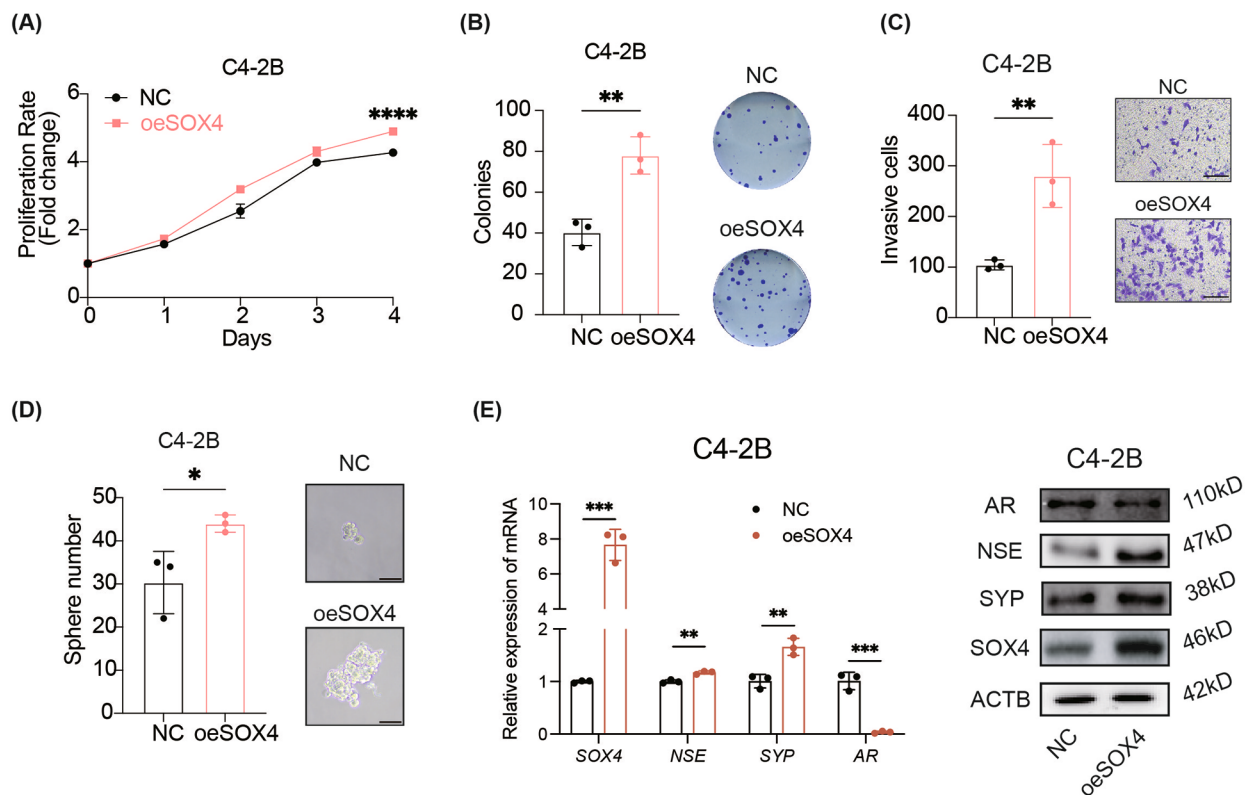 (A)
C4-2B
NC
oeSOX4
****
Proliferation Rate
(Fold change)
6
4
2
0
0 1 2 3 4
Days
(B)
C4-2B
**
Colonies
100
80
60
40
20
0
NC oeSOX4
NC
oeSOX4
(C)
C4-2B
**
Invasive cells
400
300
200
100
0
NC oeSOX4
NC
oeSOX4
(D)
C4-2B
*
Sphere number
50
40
30
20
10
0
NC oeSOX4
NC
oeSOX4
(E)
C4-2B
NC
oeSOX4
Relative expression of mRNA
10
8
6
4
2
1
0
*** ** ** ***
SOX4 NSE SYP AR
C4-2B
AR 110kD
NSE 47kD
SYP 38kD
SOX4 46kD
ACTB 42kD
NC oeSOX4